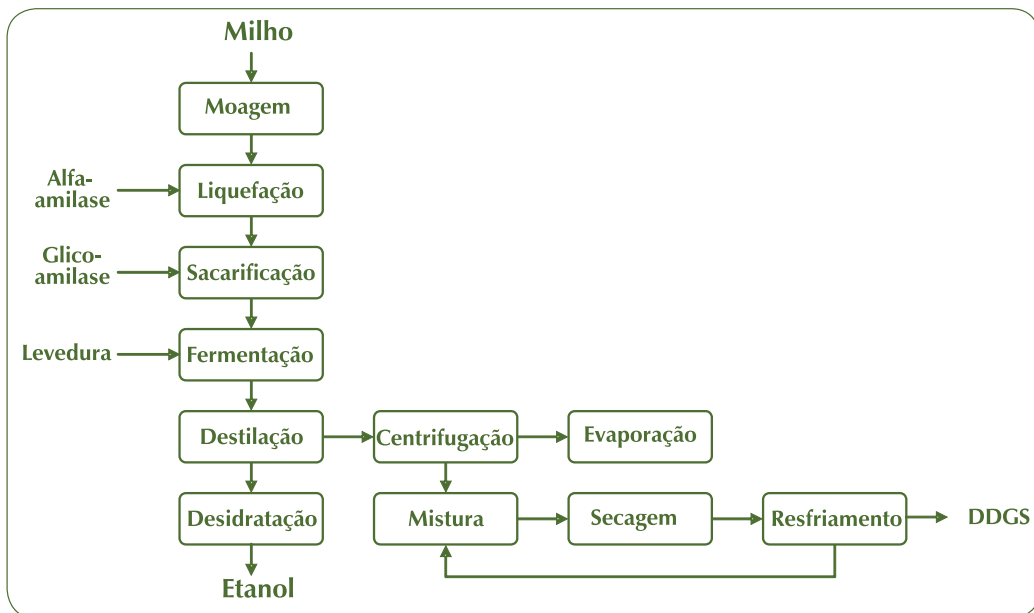 Milho
Moagem
Alfa-
amilase
Liquefação
Glico-
amilase
Sacarificação
Levedura
Fermentação
Destilação
Centrifugação
Evaporação
Desidratação
Mistura
Secagem
Resfriamento
DDGS
Etanol